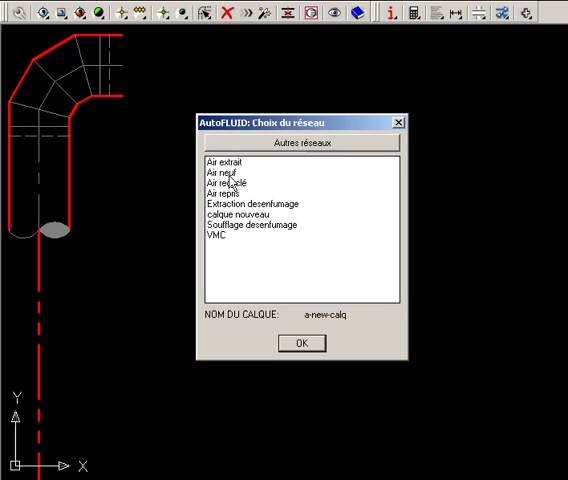 AutoFLUID: Choix du réseau
Autres réseaux
Air extrait
Air neuf
Air recyclé
Air repris
Extraction desenfumage
calque nouveau
Soufflage desenfumage
VMC
NOM DU CALQUE: a-new-calq
OK
Y
X